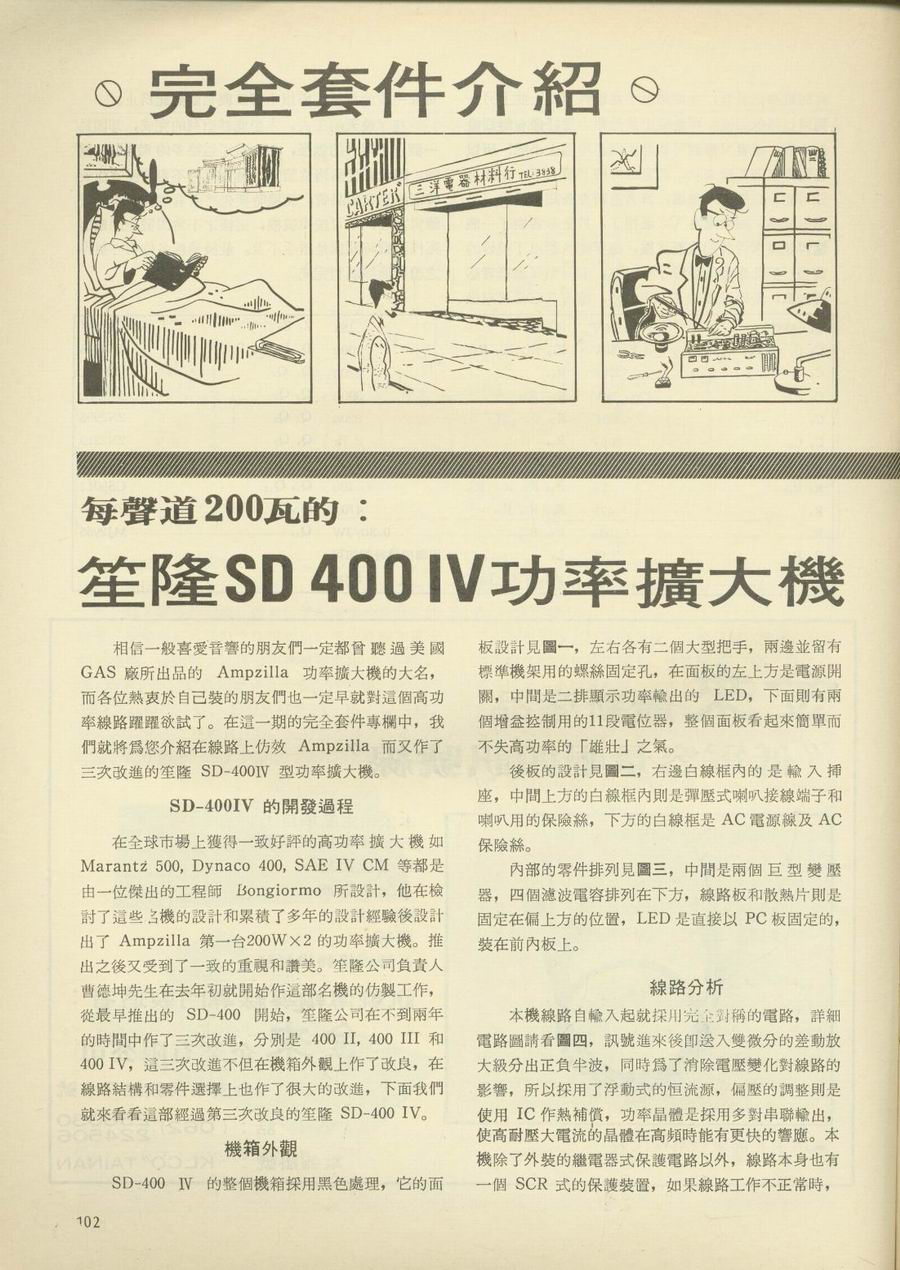 完全套件介紹
CARTER
三洋電器材料行 TEL·3838
每聲道200瓦的：
笙隆SD 400 IV功率擴大機
相信一般喜愛音響的朋友們一定都曾聽過美國
GAS 廠所出品的 Ampzilla 功率擴大機的大名，
而各位熱衷於自己裝的朋友們也一定早就對這個高功
率線路躍躍欲試了。在這一期的完全套件專欄中，我
們就將爲您介紹在線路上仿效 Ampzilla 而又作了
三次改進的笙隆 SD-400IV 型功率擴大機。
SD-400IV 的開發過程
在全球市場上獲得一致好評的高功率擴大機如
Marantz 500, Dynaco 400, SAE IV CM 等都是
由一位傑出的工程師 Bongiormo 所設計，他在檢
討了這些名機的設計和累積了多年的設計經驗後設計
出了 Ampzilla 第一台200W×2 的功率擴大機。推
出之後又受到了一致的重視和讚美。笙隆公司負責人
曹德坤先生在去年初就開始作這部名機的仿製工作，
從最早推出的 SD-400 開始，笙隆公司在不到兩年
的時間中作了三次改進，分別是 400 II, 400 III 和
400 IV，這三次改進不但在機箱外觀上作了改良，在
線路結構和零件選擇上也作了很大的改進，下面我們
就來看看這部經過第三次改良的笙隆 SD-400 IV。
機箱外觀
SD-400 IV 的整個機箱採用黑色處理，它的面
板設計見圖一，左右各有二個大型把手，兩邊並留有
標準機架用的螺絲固定孔，在面板的左上方是電源開
關，中間是二排顯示功率輸出的 LED，下面則有兩
個增益控制用的11段電位器，整個面板看起來簡單而
不失高功率的「雄壯」之氣。
後板的設計見圖二，右邊白線框內的是輸入揷
座，中間上方的白線框內則是彈壓式喇叭接線端子和
喇叭用的保險絲，下方的白線框是 AC 電源線及 AC
保險絲。
內部的零件排列見圖三，中間是兩個巨型變壓
器，四個濾波電容排列在下方，線路板和散熱片則是
固定在偏上方的位置，LED 是直接以 PC 板固定的，
裝在前內板上。
線路分析
本機線路自輸入起就採用完全對稱的電路，詳細
電路圖請看圖四，訊號進來後卽送入雙微分的差動放
大級分出正負半波，同時爲了消除電壓變化對線路的
影響，所以採用了浮動式的恒流源，偏壓的調整則是
使用 IC 作熱補償，功率晶體是採用多對串聯輸出，
使高耐壓大電流的晶體在高頻時能有更快的響應。本
機除了外裝的繼電器式保護電路以外，線路本身也有
一個 SCR 式的保護裝置，如果線路工作不正常時，
102